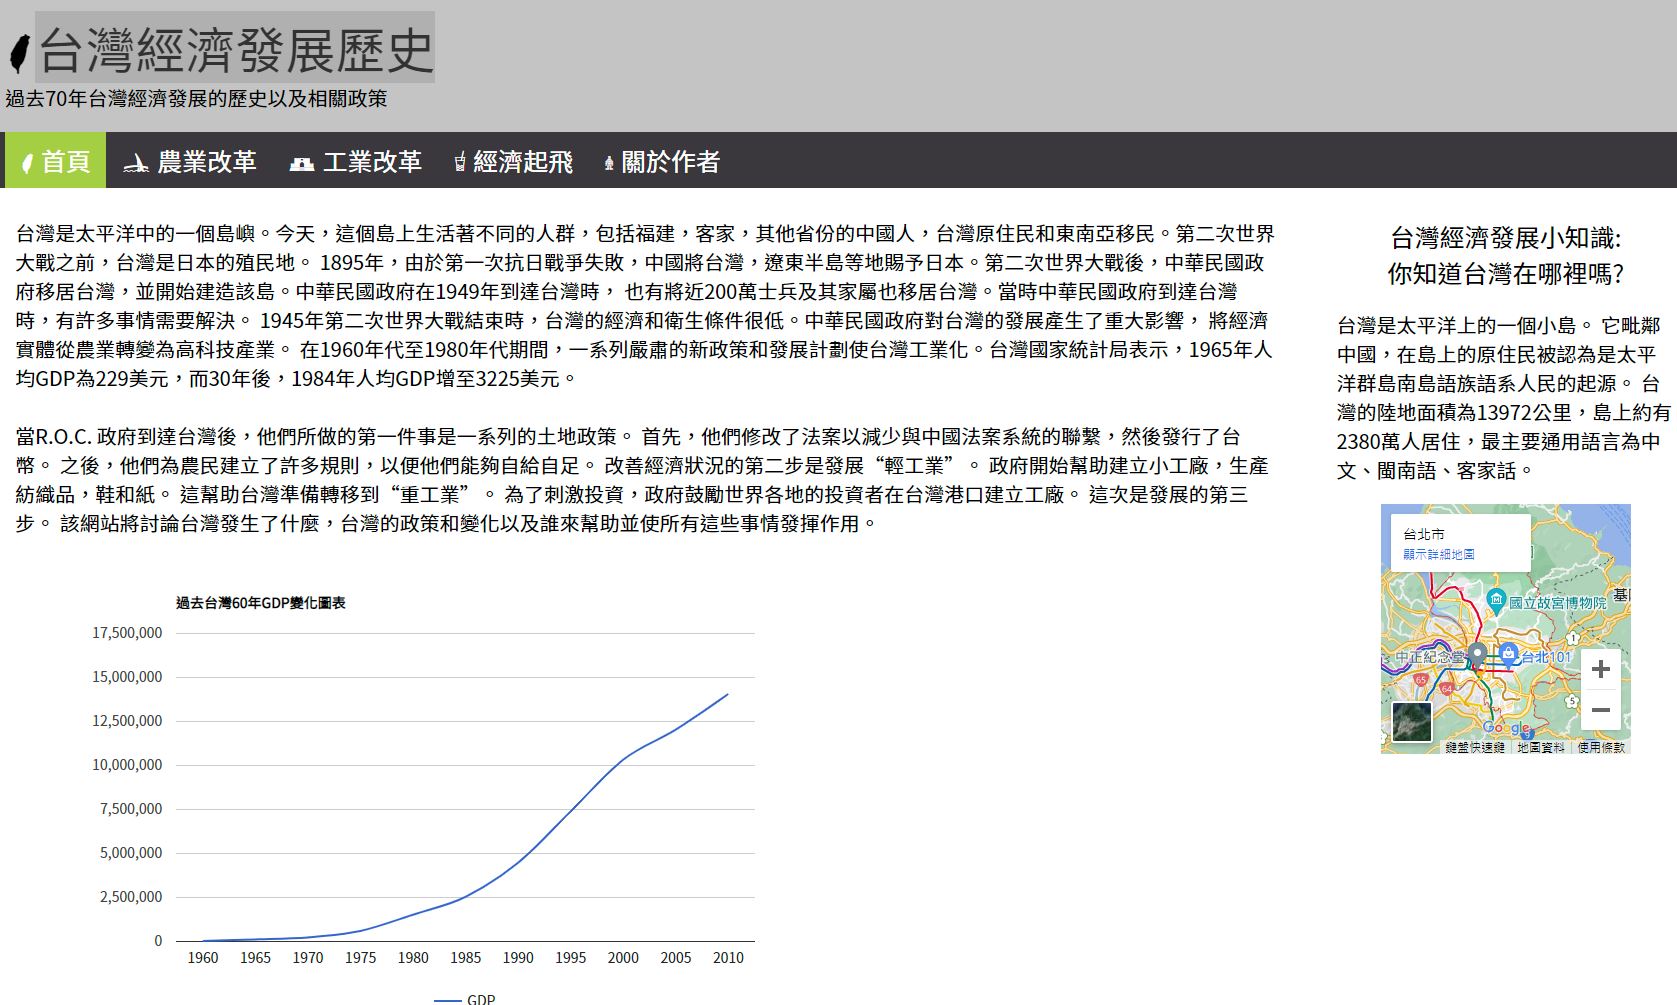 台灣經濟發展歷史
過去70年台灣經濟發展的歷史以及相關政策
首頁 農業改革 工業改革 經濟起飛 關於作者
台灣是太平洋中的一個島嶼。今天，這個島上生活著不同的人群，包括福建，客家，其他省份的中國人，台灣原住民和東南亞移民。第二次世界
大戰之前，台灣是日本的殖民地。 1895年，由於第一次抗日戰爭失敗，中國將台灣，遼東半島等地賜予日本。第二次世界大戰後，中華民國政
府移居台灣，並開始建造該島。中華民國政府在1949年到達台灣時， 也有將近200萬士兵及其家屬也移居台灣。當時中華民國政府到達台灣
時，有許多事情需要解決。 1945年第二次世界大戰結束時，台灣的經濟和衛生條件很低。中華民國政府對台灣的發展產生了重大影響， 將經濟
實體從農業轉變為高科技產業。 在1960年代至1980年代期間，一系列嚴肅的新政策和發展計劃使台灣工業化。台灣國家統計局表示，1965年人
均GDP為229美元，而30年後，1984年人均GDP增至3225美元。
當R.O.C. 政府到達台灣後，他們所做的第一件事是一系列的土地政策。 首先，他們修改了法案以減少與中國法案系統的聯繫，然後發行了台
幣。 之後，他們為農民建立了許多規則，以便他們能夠自給自足。 改善經濟狀況的第二步是發展“輕工業”。 政府開始幫助建立小工廠，生產
紡織品，鞋和紙。 這幫助台灣準備轉移到“重工業”。 為了刺激投資，政府鼓勵世界各地的投資者在台灣港口建立工廠。 這次是發展的第三
步。 該網站將討論台灣發生了什麼，台灣的政策和變化以及誰來幫助並使所有這些事情發揮作用。
過去台灣60年GDP變化圖表
17,500,000
15,000,000
12,500,000
10,000,000
7,500,000
5,000,000
2,500,000
0
1960 1965 1970 1975 1980 1985 1990 1995 2000 2005 2010
GDP
台灣經濟發展小知識:
你知道台灣在哪裡嗎?
台灣是太平洋上的一個小島。 它毗鄰
中國，在島上的原住民被認為是太平
洋群島南島語族語系人民的起源。 台
灣的陸地面積為13972公里，島上約有
2380萬人居住，最主要通用語言為中
文、閩南語、客家話。
台北市
顯示詳細地圖
國立故宮博物院
基
1
中正紀念堂
台北101
65
64
5
Google
鍵盤快速鍵 地圖資料 使用條款